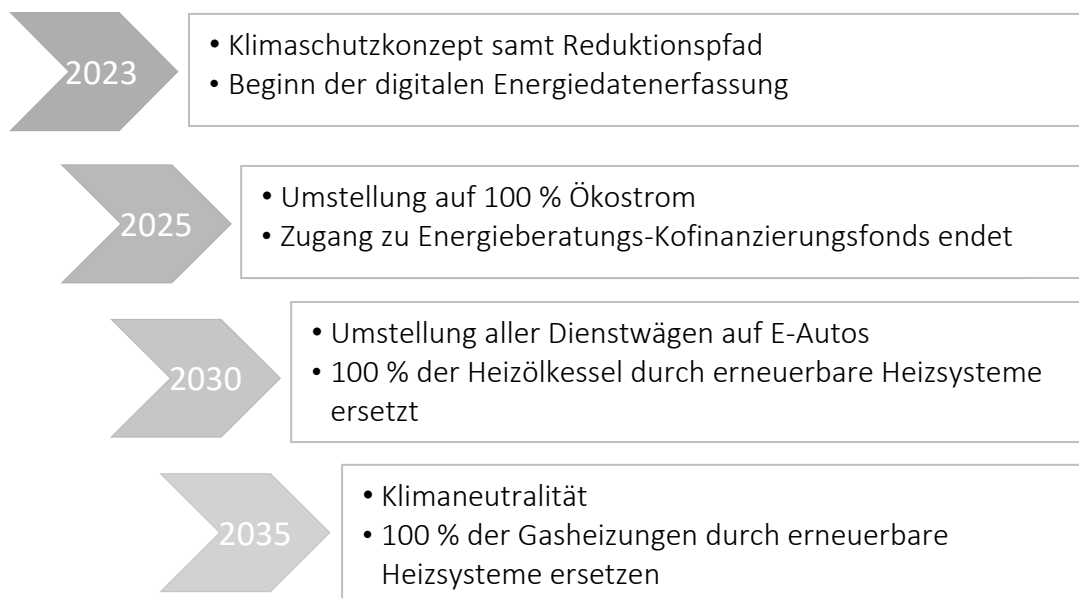 2023
• Klimaschutzkonzept samt Reduktionspfad
• Beginn der digitalen Energiedatenerfassung
2025
• Umstellung auf 100 % Ökostrom
• Zugang zu Energieberatungs-Kofinanzierungsfonds endet
2030
• Umstellung aller Dienstwägen auf E-Autos
• 100 % der Heizölkessel durch erneuerbare Heizsysteme
ersetzt
2035
• Klimaneutralität
• 100 % der Gasheizungen durch erneuerbare
Heizsysteme ersetzen